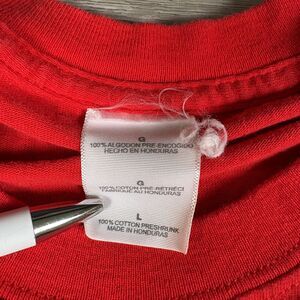 G
100% ALGODON PRE-ENCOGIDO
HECHO EN HONDURAS
G
100% COTON PRÉ-RÉTRÉCI
FABRIQUÉ AU HONDURAS
L
100% COTTON PRESHRUNK
MADE IN HONDURAS